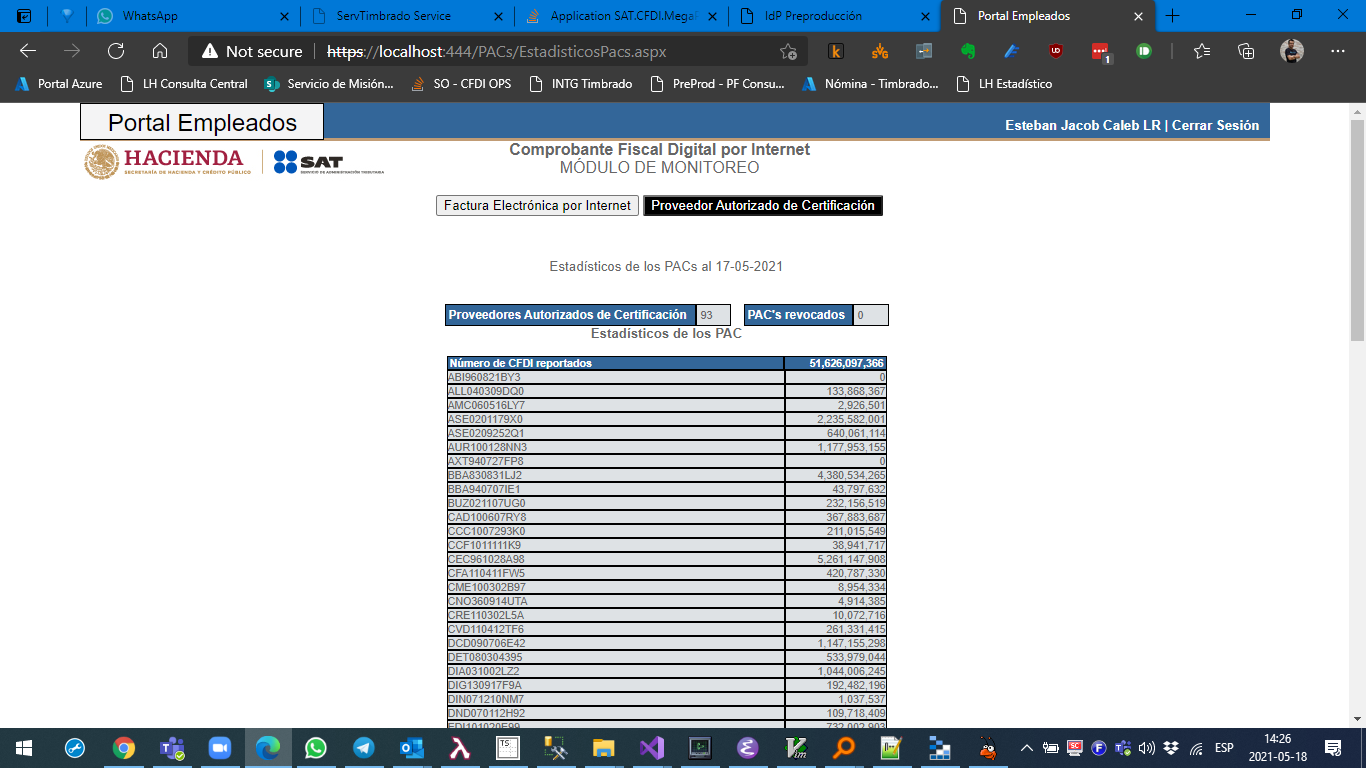 WhatsApp
ServTimbrado Service
Application SAT.CFDI.Mega
IdP Preproducción
Portal Empleados
Not secure
https://localhost:444/PACs/EstadisticosPacs.aspx
Portal Azure
LH Consulta Central
Servicio de Misión...
SO - CFDI OPS
INTG Timbrado
PreProd - PF Consu...
Nómina - Timbrado...
LH Estadístico
Portal Empleados
Esteban Jacob Caleb LR | Cerrar Sesión
HACIENDA
SECRETARÍA DE HACIENDA Y CRÉDITO PÚBLICO
SAT
SERVICIO DE ADMINISTRACIÓN TRIBUTARIA
Comprobante Fiscal Digital por Internet
MÓDULO DE MONITOREO
Factura Electrónica por Internet
Proveedor Autorizado de Certificación
Estadísticos de los PACs al 17-05-2021
Proveedores Autorizados de Certificación 93
PAC's revocados 0
Estadísticos de los PAC
Número de CFDI reportados 51,626,097,366
ABI960821BY3 0
ALL040309DQ0 133,868,367
AMC060516LY7 2,926,501
ASE0201179X0 2,235,582,001
ASE0209252Q1 640,061,114
AUR100128NN3 1,177,953,155
AXT940727FP8 0
BBA830831LJ2 4,380,534,265
BBA940707IE1 43,797,632
BUZ021107UG0 232,156,519
CAD100607RY8 367,883,687
CCC1007293K0 211,015,549
CCF1011111K9 38,941,717
CEC961028A98 5,261,147,908
CFA110411FW5 420,787,330
CME100302B97 8,954,334
CNO360914UTA 4,914,385
CRE110302L5A 10,072,716
CVD110412TF6 261,331,415
DCD090706E42 1,147,155,298
DET080304395 533,979,044
DIA031002LZ2 1,044,006,245
DIG130917F9A 192,482,196
DIN071210NM7 1,037,537
DND070112H92 109,718,409
EDI101020E99 732,002,903
ESP
14:26
2021-05-18